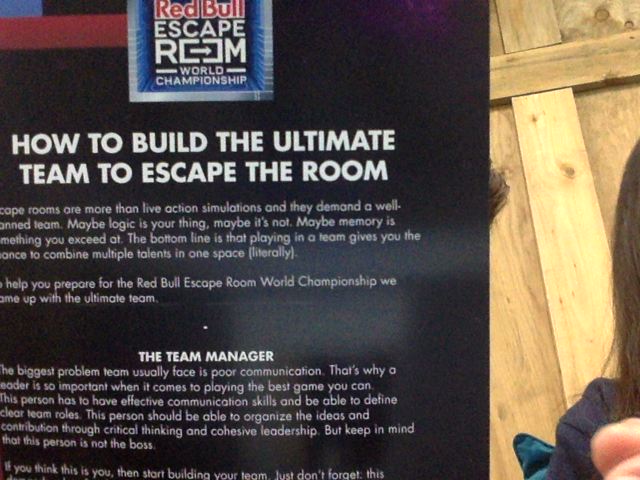 Red Bull
ESCAPE
ROOM
WORLD
CHAMPIONSHIP
HOW TO BUILD THE ULTIMATE
TEAM TO ESCAPE THE ROOM
cape rooms are more than live action simulations and they demand a well-
anned team. Maybe logic is your thing, maybe it's not. Maybe memory is
mething you exceed at. The bottom line is that playing in a team gives you the
ance to combine multiple talents in one space (literally).
o help you prepare for the Red Bull Escape Room World Championship we
ame up with the ultimate team.
-
THE TEAM MANAGER
The biggest problem team usually face is poor communication. That's why a
eader is so important when it comes to playing the best game you can.
This person has to have effective communication skills and be able to define
clear team roles. This person should be able to organize the ideas and
contribution through critical thinking and cohesive leadership. But keep in mind
that this person is not the boss.
If you think this is you, then start building your team. Just don't forget: this